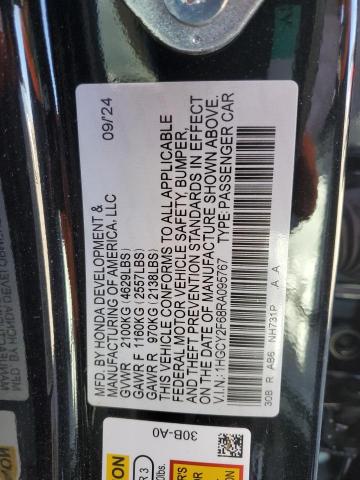 MFD. BY HONDA DEVELOPMENT & 09/'24
MANUFACTURING OF AMERICA, LLC
GVWR 2100KG (4629LBS)
GAWR F 1160KG (2557LBS)
GAWR R 970KG (2138LBS)
THIS VEHICLE CONFORMS TO ALL APPLICABLE
FEDERAL MOTOR VEHICLE SAFETY, BUMPER,
AND THEFT PREVENTION STANDARDS IN EFFECT
ON THE DATE OF MANUFACTURE SHOWN ABOVE.
V.I.N.:1HGCY2F68RA095767 TYPE:PASSENGER CAR
30B R AB5 NH731P A A
30B-A0